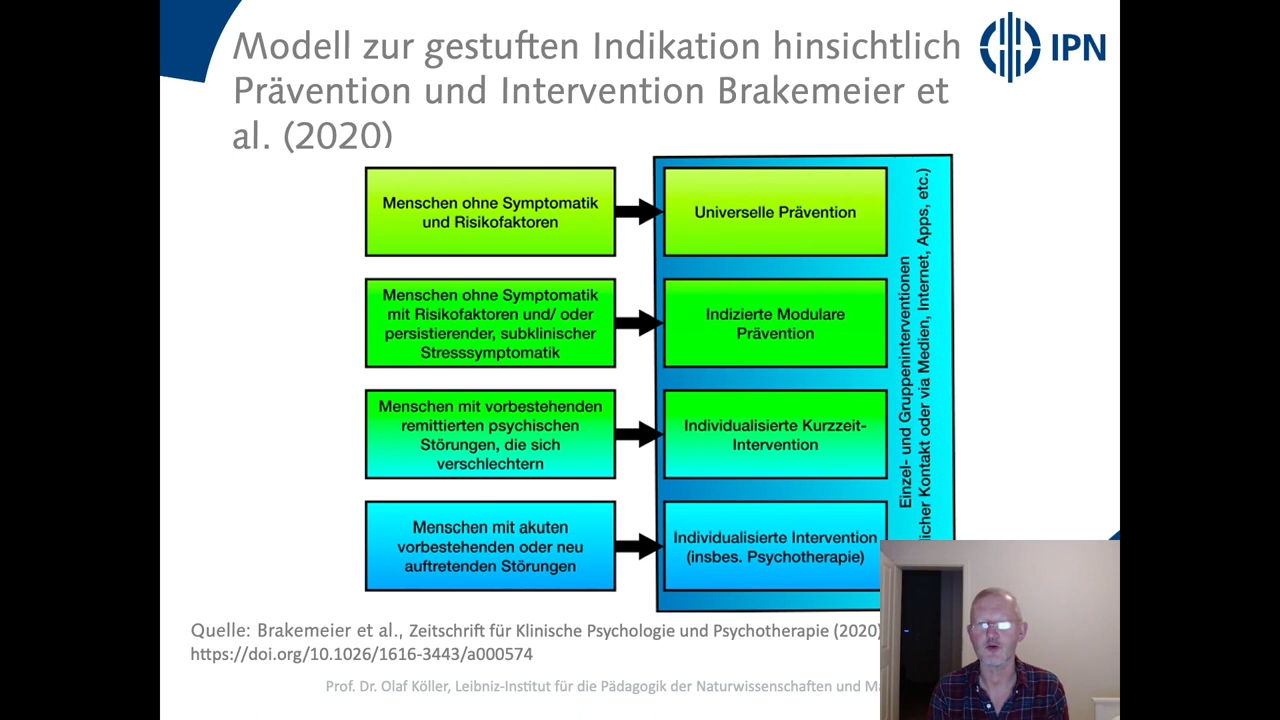 Modell zur gestuften Indikation hinsichtlich
Prävention und Intervention Brakemeier et
al. (2020)
IPN
Menschen ohne Symptomatik
und Risikofaktoren
Universelle Prävention
Menschen ohne Symptomatik
mit Risikofaktoren und/ oder
persistierender, subklinischer
Stresssymptomatik
Indizierte Modulare
Prävention
Menschen mit vorbestehenden
remittierten psychischen
Störungen, die sich
verschlechtern
Individualisierte Kurzzeit-
Intervention
Menschen mit akuten
vorbestehenden oder neu
auftretenden Störungen
Individualisierte Intervention
(insbes. Psychotherapie)
Einzel- und Gruppeninterventionen
licher Kontakt oder via Medien, Internet, Apps, etc.)
Quelle: Brakemeier et al., Zeitschrift für Klinische Psychologie und Psychotherapie (2020)
https://doi.org/10.1026/1616-3443/a000574
Prof. Dr. Olaf Köller, Leibniz-Institut für die Pädagogik der Naturwissenschaften und